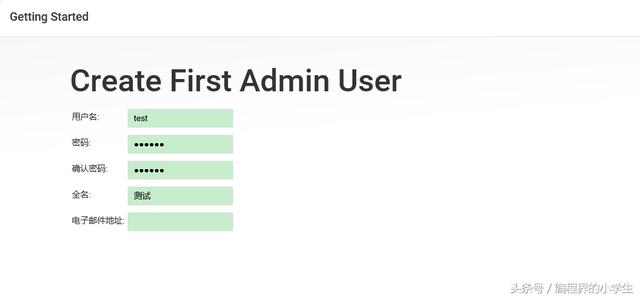 Getting Started
Create First Admin User
用户名: test
密码: ●●●●●●
确认密码: ●●●●●●
全名: 测试
电子邮件地址:
头条号 / 编程界的小学生